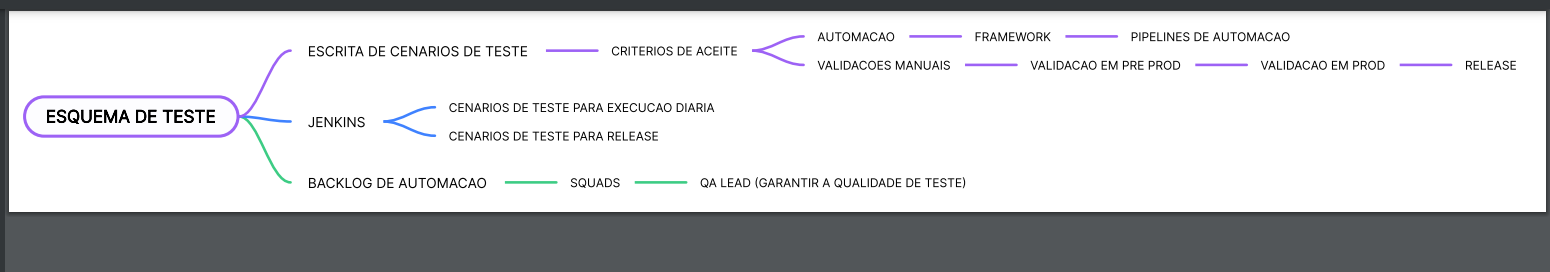 ESQUEMA DE TESTE
ESCRITA DE CENARIOS DE TESTE
CRITERIOS DE ACEITE
AUTOMACAO
FRAMEWORK
PIPELINES DE AUTOMACAO
VALIDACOES MANUAIS
VALIDACAO EM PRE PROD
VALIDACAO EM PROD
RELEASE
JENKINS
CENARIOS DE TESTE PARA EXECUCAO DIARIA
CENARIOS DE TESTE PARA RELEASE
BACKLOG DE AUTOMACAO
SQUADS
QA LEAD (GARANTIR A QUALIDADE DE TESTE)